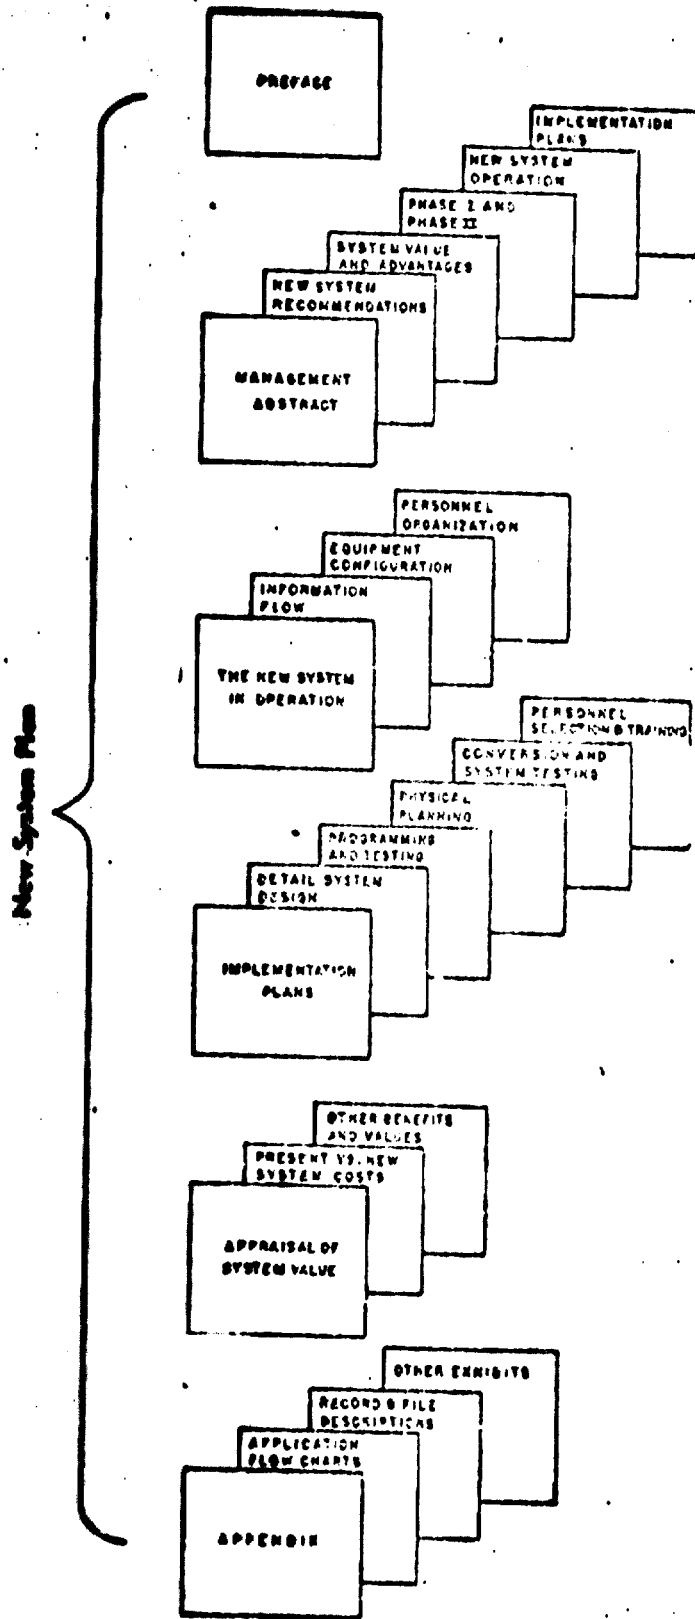 New System Plan
PREFACE
IMPLEMENTATION
PLANS
NEW SYSTEM
OPERATION
PHASE I AND
PHASE II
SYSTEM VALUE
AND ADVANTAGES
NEW SYSTEM
RECOMMENDATIONS
MANAGEMENT
ABSTRACT
PERSONNEL
ORGANIZATION
EQUIPMENT
CONFIGURATION
INFORMATION
FLOW
THE NEW SYSTEM
IN OPERATION
PERSONNEL
SELECTION & TRAINING
CONVERSION AND
SYSTEM TESTING
PHYSICAL
PLANNING
PROGRAMMING
AND TESTING
DETAIL SYSTEM
DESIGN
IMPLEMENTATION
PLANS
OTHER BENEFITS
AND VALUES
PRESENT VS. NEW
SYSTEM COSTS
APPRAISAL OF
SYSTEM VALUE
OTHER EXHIBITS
RECORD & FILE
DESCRIPTIONS
APPLICATION
FLOW CHARTS
APPENDIX